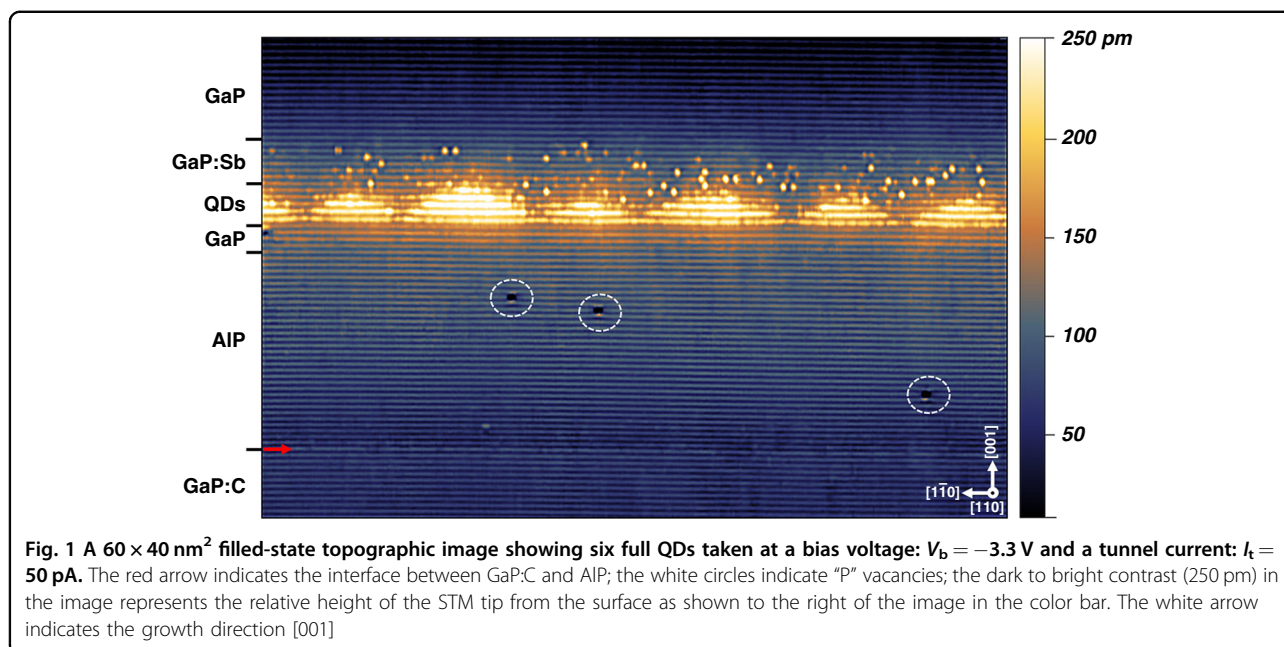 GaP
GaP:Sb
QDs
GaP
AlP
GaP:C
250 pm
200
150
100
50
[001]
[11̄0]
[110]
Fig. 1 A 60 × 40 nm² filled-state topographic image showing six full QDs taken at a bias voltage: V_b = −3.3 V and a tunnel current: I_t =
50 pA. The red arrow indicates the interface between GaP:C and AlP; the white circles indicate “P” vacancies; the dark to bright contrast (250 pm) in
the image represents the relative height of the STM tip from the surface as shown to the right of the image in the color bar. The white arrow
indicates the growth direction [001]